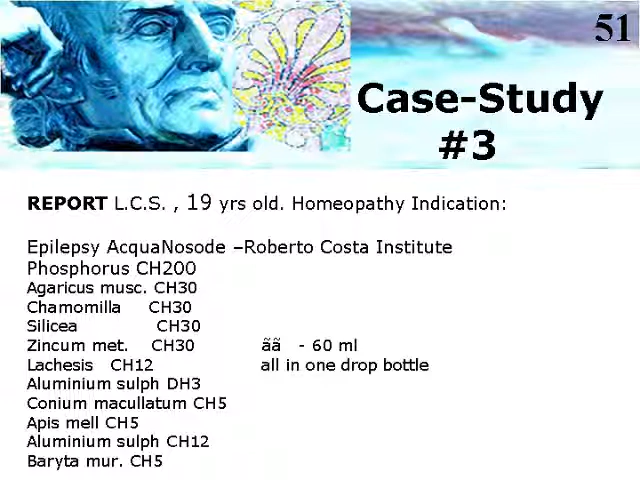 51
Case-Study
#3
REPORT L.C.S. , 19 yrs old. Homeopathy Indication:
Epilepsy AcquaNosode –Roberto Costa Institute
Phosphorus CH200
Agaricus musc. CH30
Chamomilla CH30
Silicea CH30
Zincum met. CH30 ãã - 60 ml
Lachesis CH12 all in one drop bottle
Aluminium sulph DH3
Conium macullatum CH5
Apis mell CH5
Aluminium sulph CH12
Baryta mur. CH5